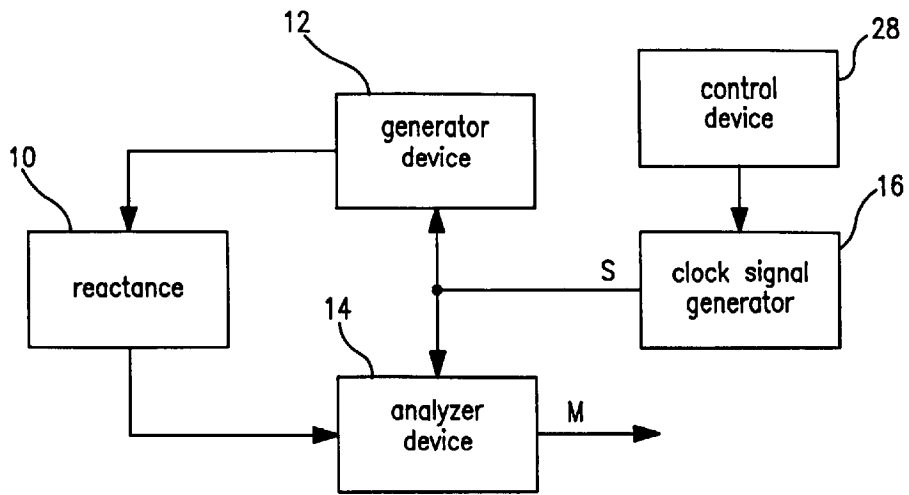 12
28
generator
device
control
device
10
16
reactance
S
clock signal
generator
14
analyzer
device
M